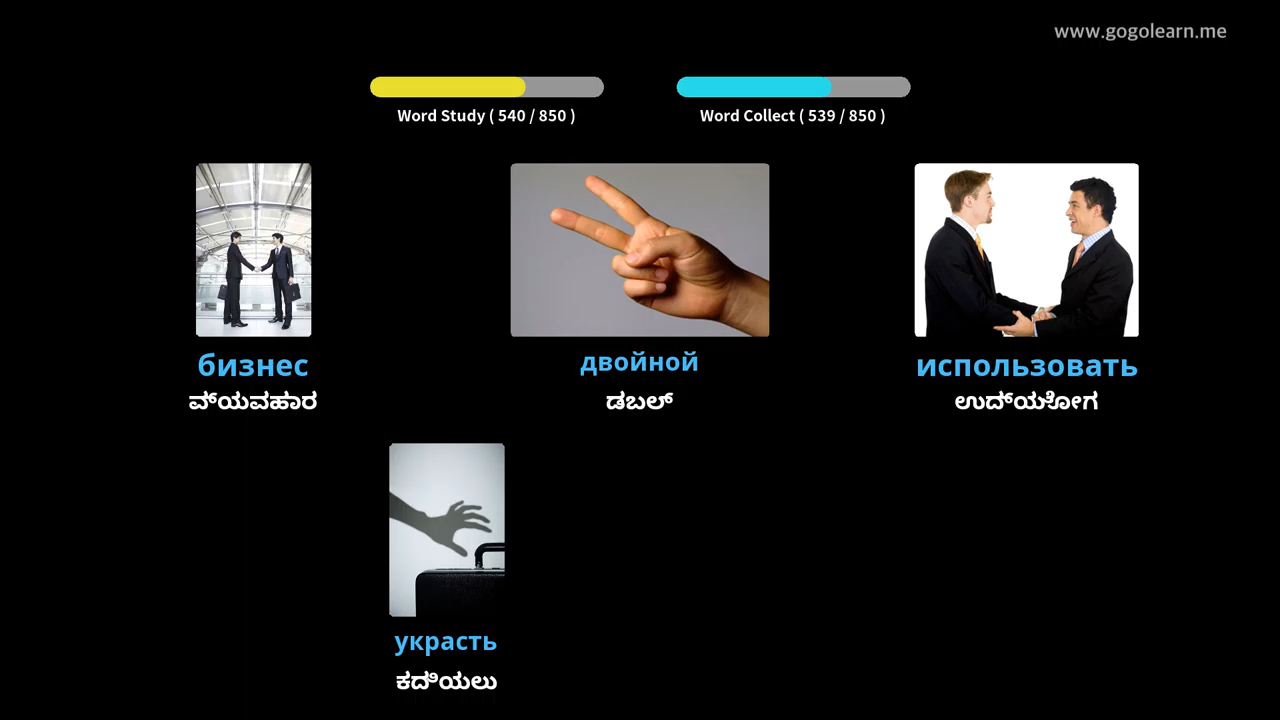 www.gogolearn.me
Word Study ( 540 / 850 )
Word Collect ( 539 / 850 )
бизнес
двойной
использовать
ವ್ಯವಹಾರ
ಡಬಲ್
ಉದ್ಯೋಗ
украсть
ಕದಿಯಲು